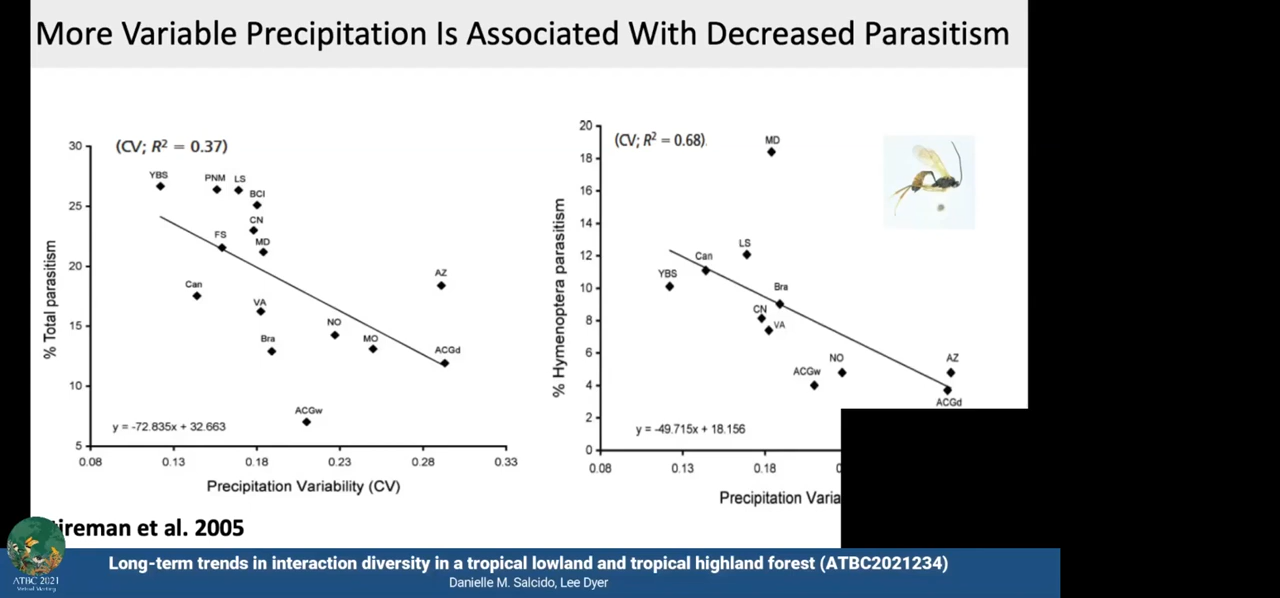 More Variable Precipitation Is Associated With Decreased Parasitism
(CV; R² = 0.37)
% Total parasitism
30
25
20
15
10
5
YBS
PNM
LS
BCI
CN
FS
MD
Can
AZ
VA
NO
Bra
MO
ACGd
ACGw
y = -72.835x + 32.663
0.08
0.13
0.18
0.23
0.28
0.33
Precipitation Variability (CV)
(CV; R² = 0.68)
% Hymenoptera parasitism
20
18
16
14
12
10
8
6
4
2
0
MD
LS
Can
YBS
Bra
CN
VA
NO
AZ
ACGw
ACGd
y = -49.715x + 18.156
0.08
0.13
0.18
Precipitation Varia
ireman et al. 2005
ATBC 2021
Virtual Meeting
Long-term trends in interaction diversity in a tropical lowland and tropical highland forest (ATBC2021234)
Danielle M. Salcido, Lee Dyer